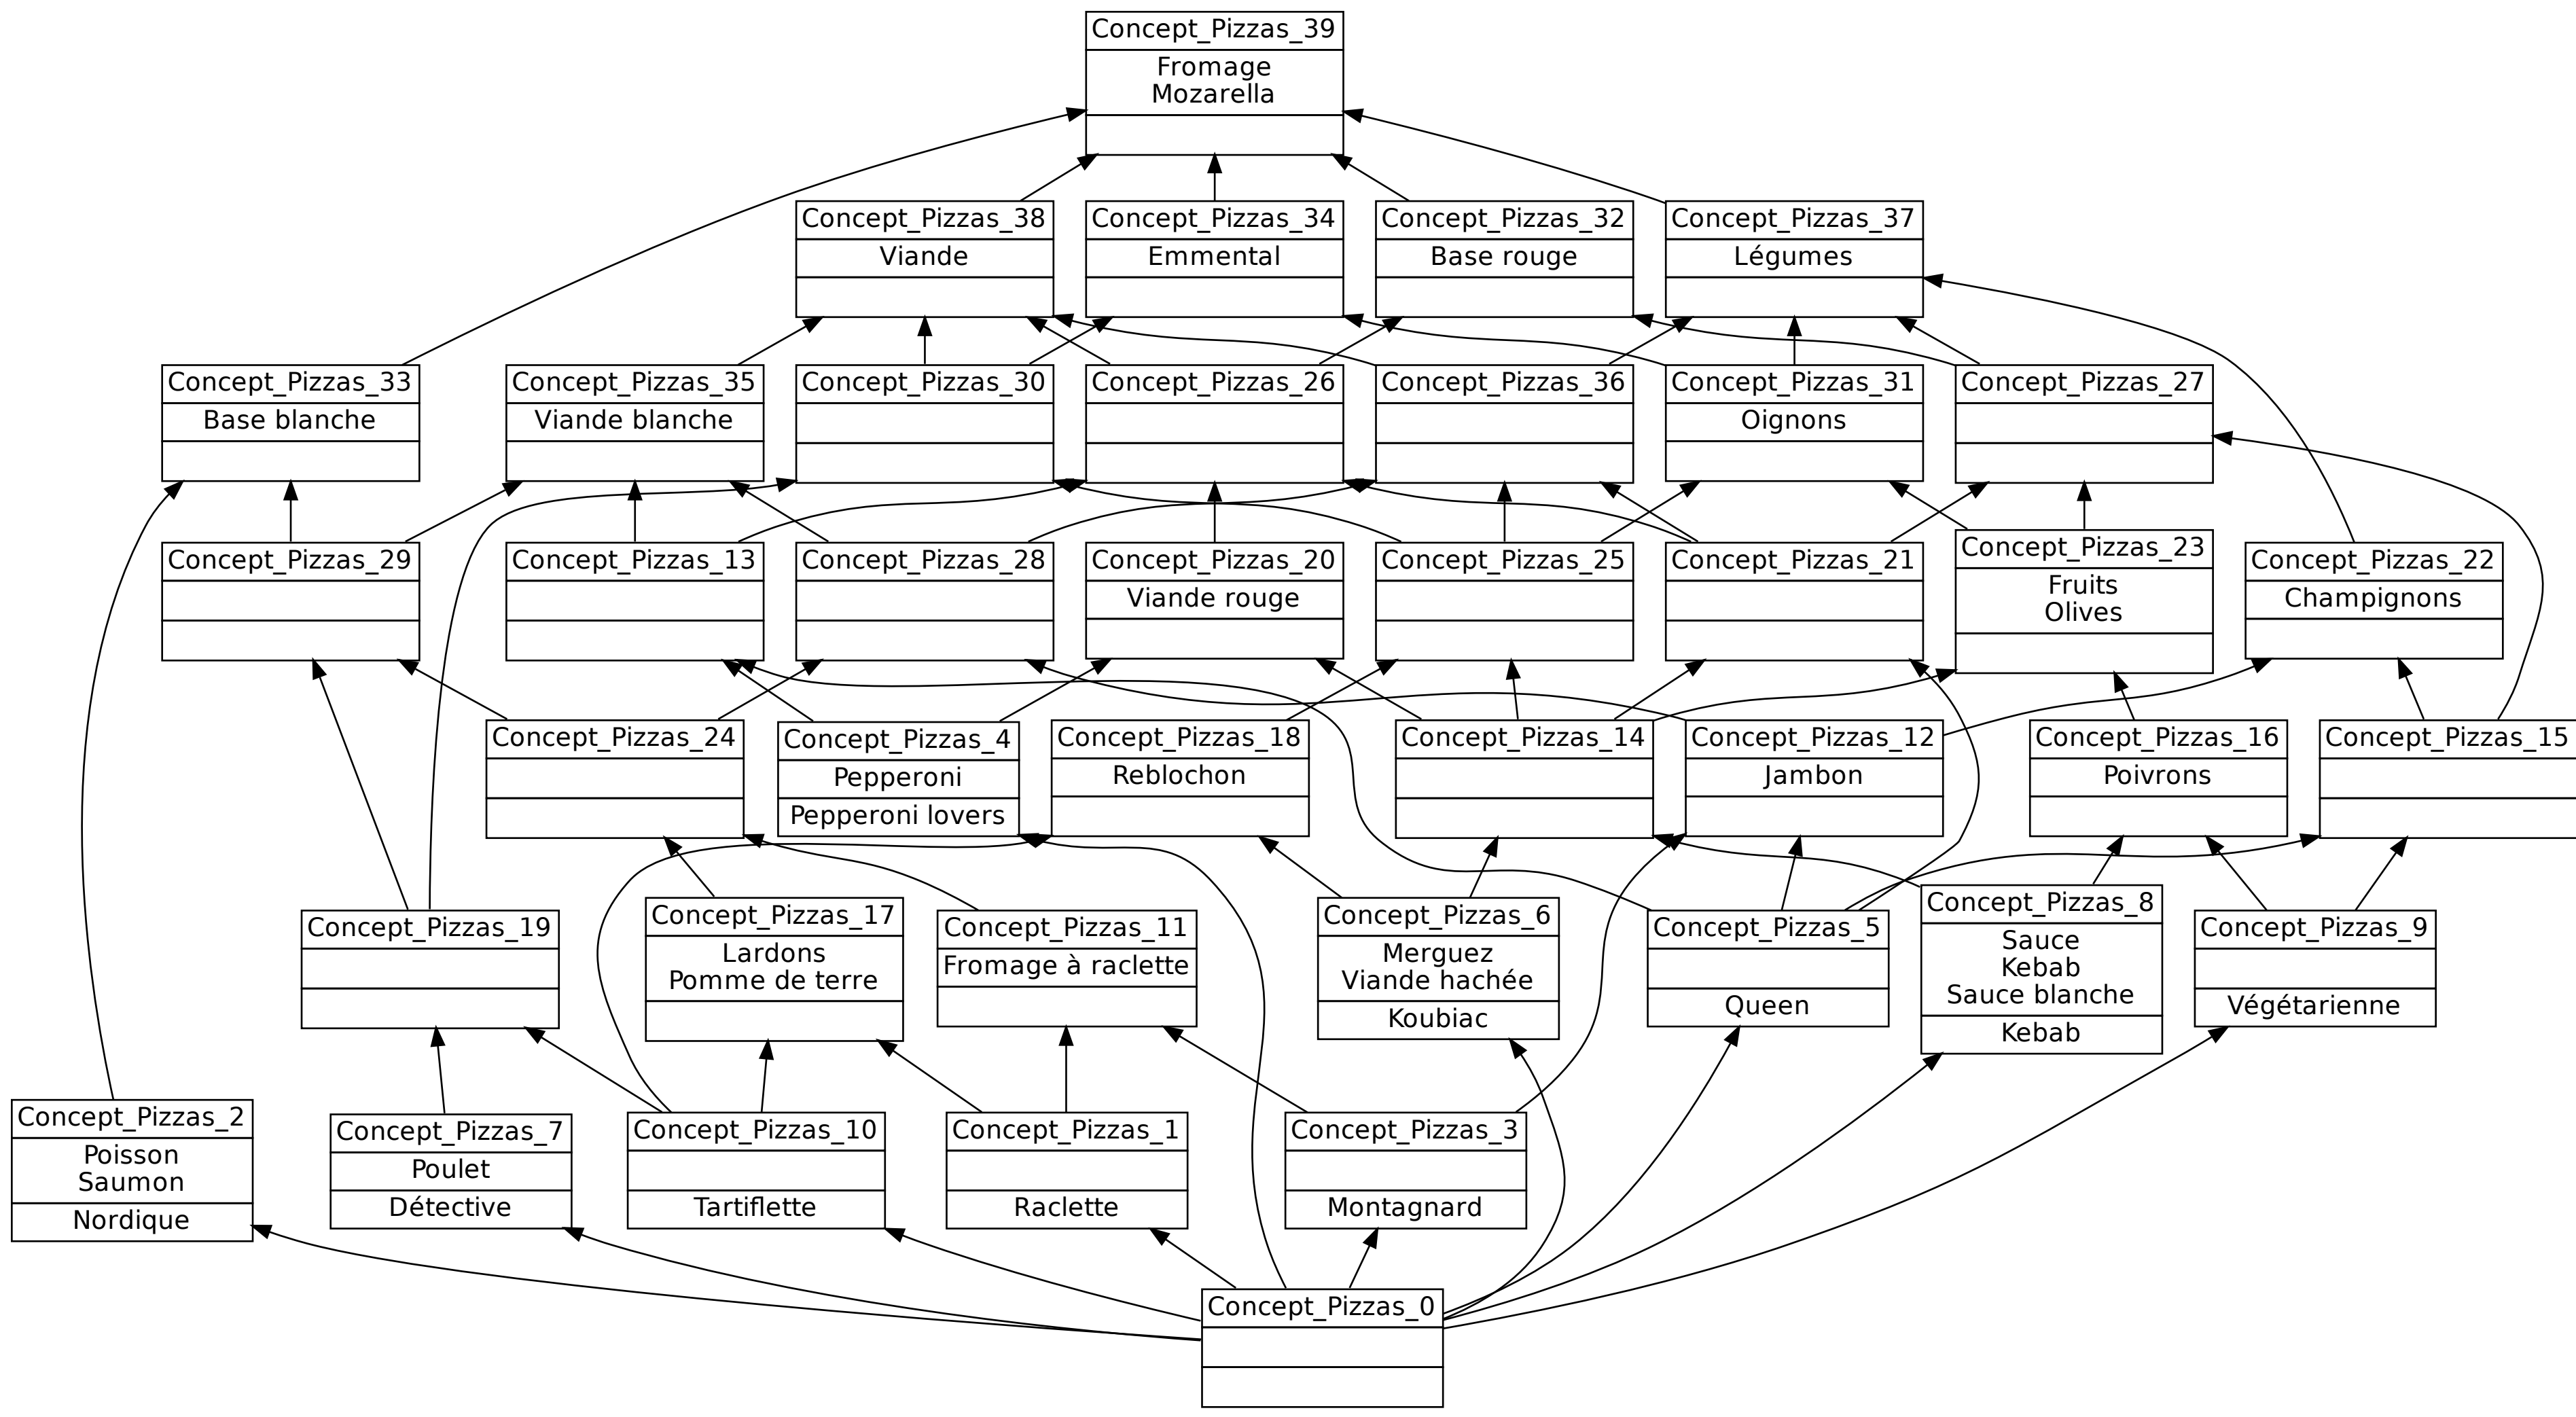 Concept_Pizzas_39
Fromage
Mozarella
Concept_Pizzas_38
Viande
Concept_Pizzas_34
Emmental
Concept_Pizzas_32
Base rouge
Concept_Pizzas_37
Légumes
Concept_Pizzas_33
Base blanche
Concept_Pizzas_35
Viande blanche
Concept_Pizzas_30
Concept_Pizzas_26
Concept_Pizzas_36
Concept_Pizzas_31
Oignons
Concept_Pizzas_27
Concept_Pizzas_29
Concept_Pizzas_13
Concept_Pizzas_28
Concept_Pizzas_20
Viande rouge
Concept_Pizzas_25
Concept_Pizzas_21
Concept_Pizzas_23
Fruits
Olives
Concept_Pizzas_22
Champignons
Concept_Pizzas_24
Concept_Pizzas_4
Pepperoni
Pepperoni lovers
Concept_Pizzas_18
Reblochon
Concept_Pizzas_14
Concept_Pizzas_12
Jambon
Concept_Pizzas_16
Poivrons
Concept_Pizzas_15
Concept_Pizzas_19
Concept_Pizzas_17
Lardons
Pomme de terre
Concept_Pizzas_11
Fromage à raclette
Concept_Pizzas_6
Merguez
Viande hachée
Koubiac
Concept_Pizzas_5
Queen
Concept_Pizzas_8
Sauce
Kebab
Sauce blanche
Kebab
Concept_Pizzas_9
Végétarienne
Concept_Pizzas_2
Poisson
Saumon
Nordique
Concept_Pizzas_7
Poulet
Détective
Concept_Pizzas_10
Tartiflette
Concept_Pizzas_1
Raclette
Concept_Pizzas_3
Montagnard
Concept_Pizzas_0